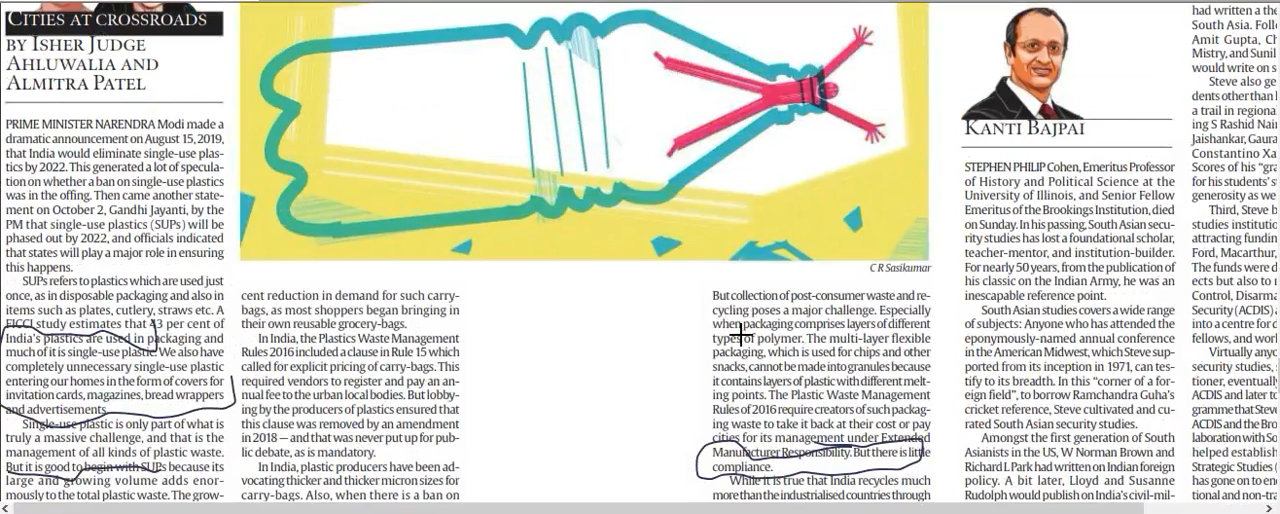 CITIES AT CROSSROADS
BY ISHER JUDGE
AHLUWALIA AND
ALMITRA PATEL
PRIME MINISTER NARENDRA Modi made a
dramatic announcement on August 15, 2019,
that India would eliminate single-use plas-
tics by 2022. This generated a lot of specula-
tion on whether a ban on single-use plastics
was in the offing. Then came another state-
ment on October 2, Gandhi Jayanti, by the
PM that single-use plastics (SUPs) will be
phased out by 2022, and officials indicated
that states will play a major role in ensuring
this happens.
SUPs refers to plastics which are used just
once, as in disposable packaging and also in
items such as plates, cutlery, straws etc. A
FICCI study estimates that 43 per cent of
India's plastics are used in packaging and
much of it is single-use plastic. We also have
completely unnecessary single-use plastic
entering our homes in the form of covers for
invitation cards, magazines, bread wrappers
and advertisements.
Single-use plastic is only part of what is
truly a massive challenge, and that is the
management of all kinds of plastic waste.
But it is good to begin with SUPs because its
large and growing volume adds enor-
mously to the total plastic waste. The grow-
C R Sasikumar
cent reduction in demand for such carry-
bags, as most shoppers began bringing in
their own reusable grocery-bags.
In India, the Plastics Waste Management
Rules 2016 included a clause in Rule 15 which
called for explicit pricing of carry-bags. This
required vendors to register and pay an an-
nual fee to the urban local bodies. But lobby-
ing by the producers of plastics ensured that
this clause was removed by an amendment
in 2018 — and that was never put up for pub-
lic debate, as is mandatory.
In India, plastic producers have been ad-
vocating thicker and thicker micron sizes for
carry-bags. Also, when there is a ban on
But collection of post-consumer waste and re-
cycling poses a major challenge. Especially
when packaging comprises layers of different
types of polymer. The multi-layer flexible
packaging, which is used for chips and other
snacks, cannot be made into granules because
it contains layers of plastic with different melt-
ing points. The Plastic Waste Management
Rules of 2016 require creators of such packag-
ing waste to take it back at their cost or pay
cities for its management under Extended
Manufacturer Responsibility. But there is little
compliance.
While it is true that India recycles much
more than the industrialised countries through
KANTI BAJPAI
STEPHEN PHILIP Cohen, Emeritus Professor
of History and Political Science at the
University of Illinois, and Senior Fellow
Emeritus of the Brookings Institution, died
on Sunday. In his passing, South Asian secu-
rity studies has lost a foundational scholar,
teacher-mentor, and institution-builder.
For nearly 50 years, from the publication of
his classic on the Indian Army, he was an
inescapable reference point.
South Asian studies covers a wide range
of subjects: Anyone who has attended the
eponymously-named annual conference
in the American Midwest, which Steve sup-
ported from its inception in 1971, can tes-
tify to its breadth. In this "corner of a for-
eign field", to borrow Ramchandra Guha's
cricket reference, Steve cultivated and cu-
rated South Asian security studies.
Amongst the first generation of South
Asianists in the US, W Norman Brown and
Richard L Park had written on Indian foreign
policy. A bit later, Lloyd and Susanne
Rudolph would publish on India's civil-mil-
had written a the
South Asia. Foll
Amit Gupta, Ch
Mistry, and Sunil
would write on s
Steve also ge
dents other than
a trail in regiona
ing S Rashid Nai
Jaishankar, Gaura
Constantino Xa
Scores of his "gra
for his students' s
generosity as we
Third, Steve h
studies institutio
attracting fundin
Ford, Macarthur,
The funds were d
ects but also to
Control, Disarma
Security (ACDIS)
into a centre for d
fellows, and worl
Virtually anyo
security studies,
tioner, eventuall
ACDIS and later to
gramme that Steve
ACDIS and the Bro
laboration with So
helped establish
Strategic Studies (
has gone on to en
tional and non-tra